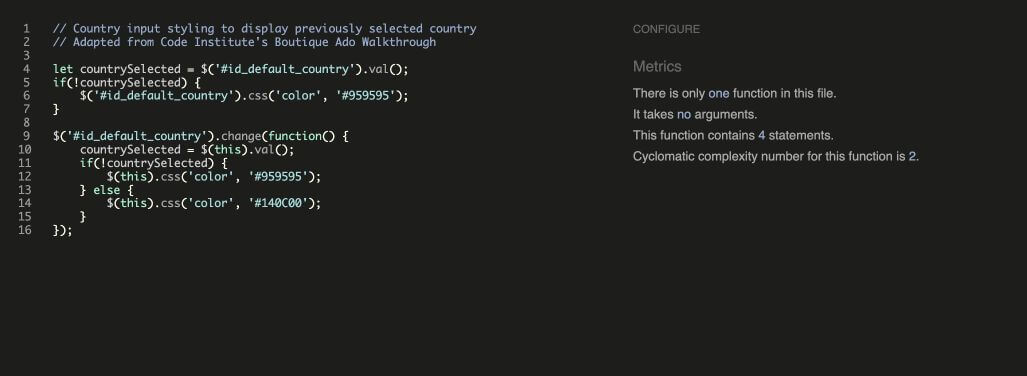 1 // Country input styling to display previously selected country
2 // Adapted from Code Institute's Boutique Ado Walkthrough
3
4 let countrySelected = $('#id_default_country').val();
5 if(!countrySelected) {
6     $('#id_default_country').css('color', '#959595');
7 }
8
9 $('#id_default_country').change(function() {
10     countrySelected = $(this).val();
11     if(!countrySelected) {
12         $(this).css('color', '#959595');
13     } else {
14         $(this).css('color', '#140C00');
15     }
16 });
CONFIGURE
Metrics
There is only one function in this file.
It takes no arguments.
This function contains 4 statements.
Cyclomatic complexity number for this function is 2.